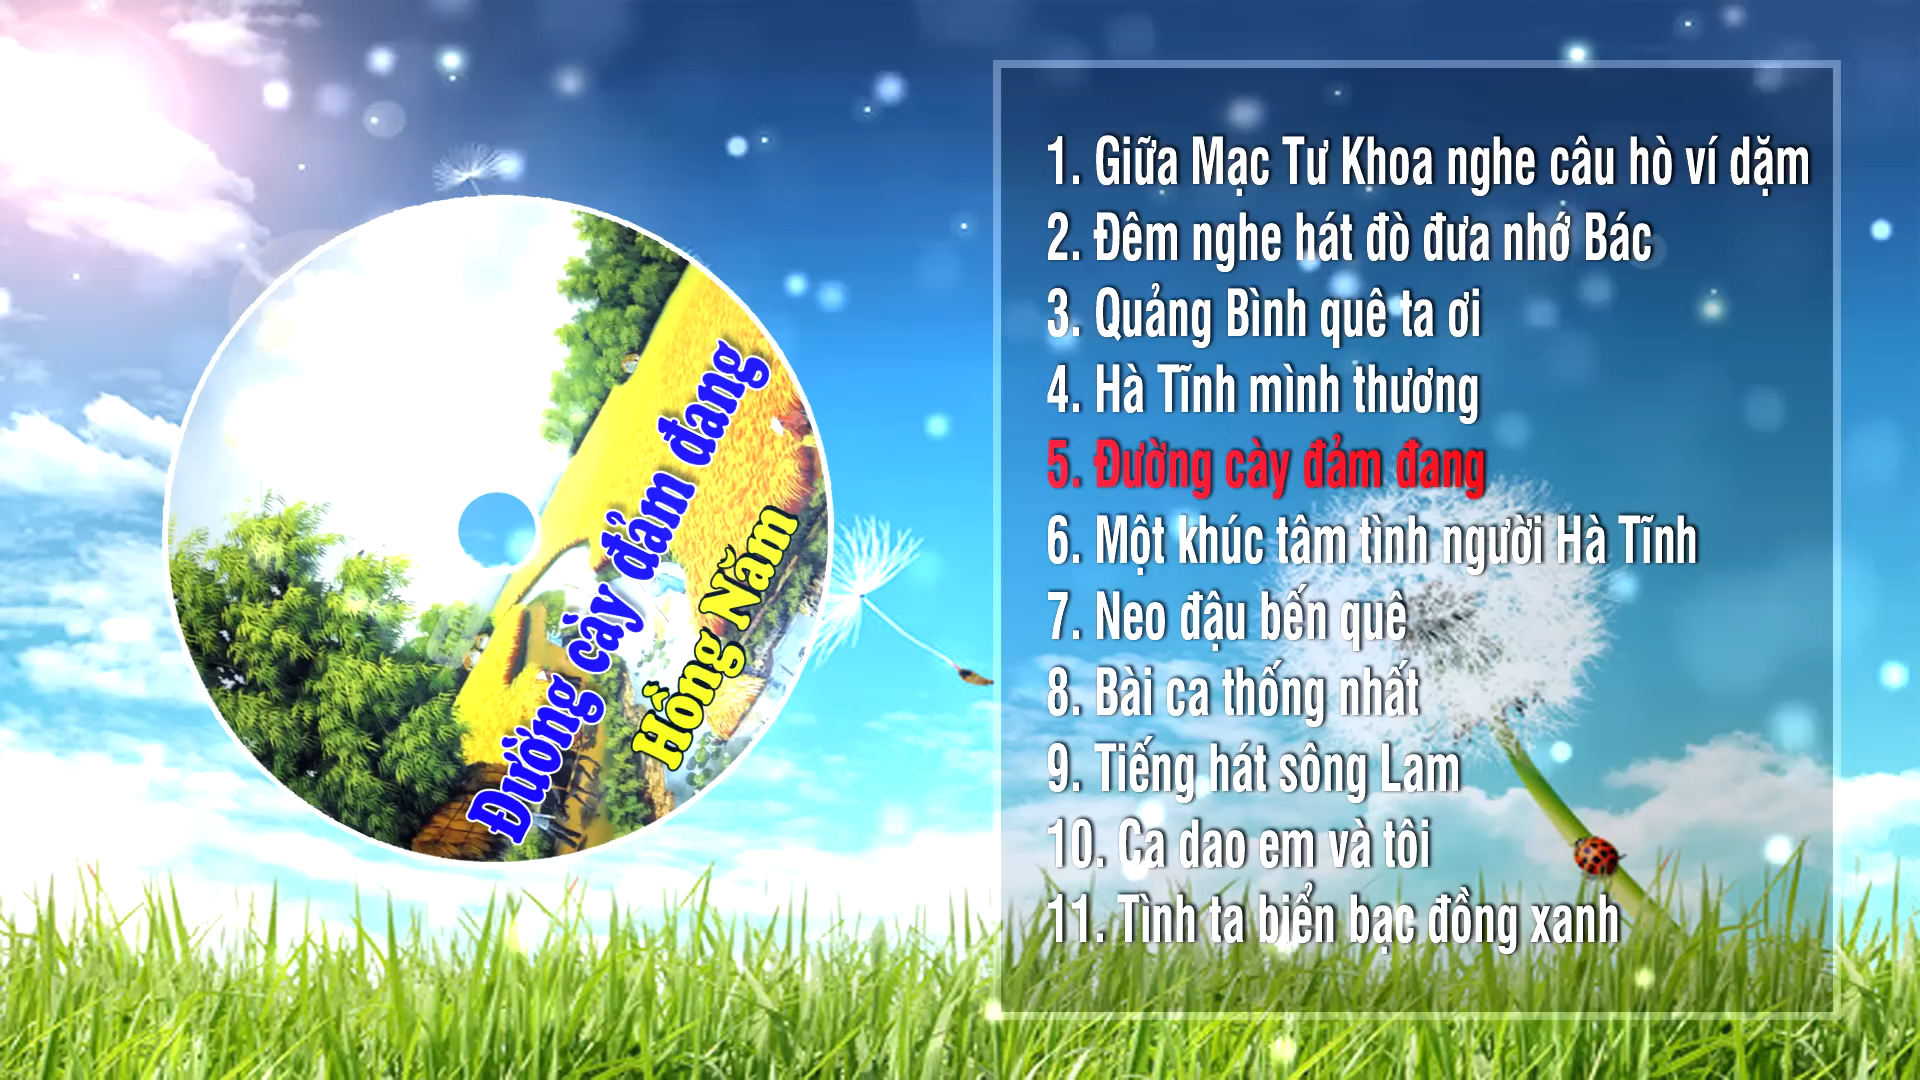 Đường cày đảm đang
Hồng Năm
1. Giữa Mạc Tư Khoa nghe câu hò ví dặm
2. Đêm nghe hát đò đưa nhớ Bác
3. Quảng Bình quê ta ơi
4. Hà Tĩnh mình thương
5. Đường cày đảm đang
6. Một khúc tâm tình người Hà Tĩnh
7. Neo đậu bến quê
8. Bài ca thống nhất
9. Tiếng hát sông Lam
10. Ca dao em và tôi
11. Tình ta biển bạc đồng xanh